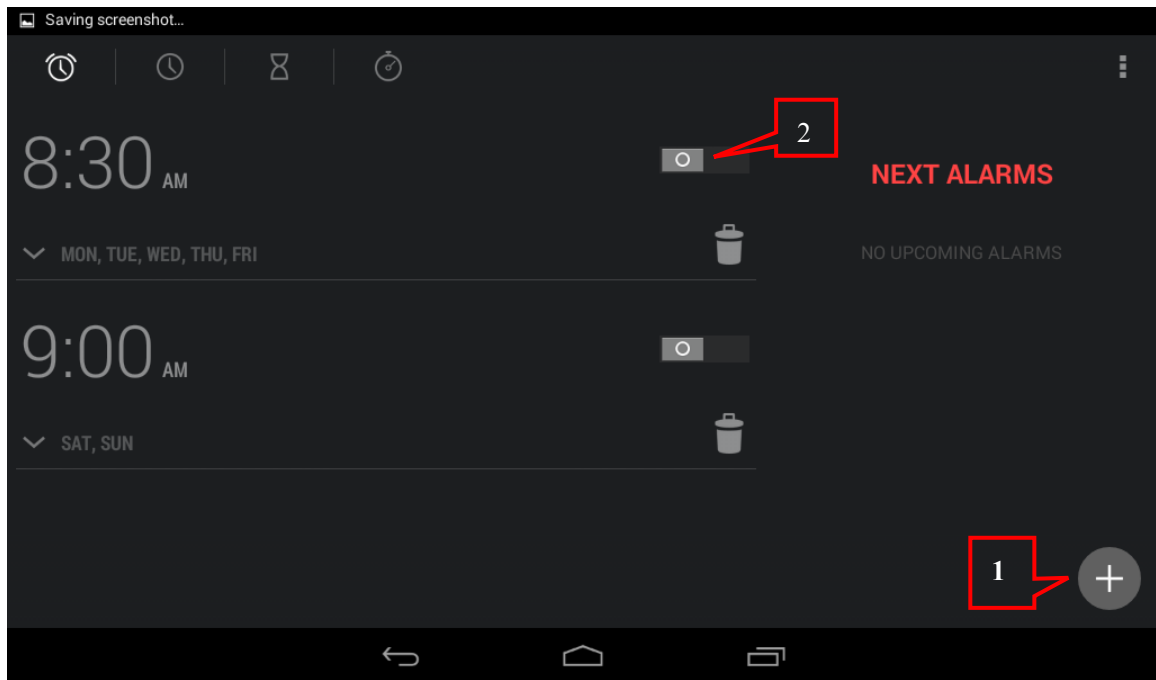 Saving screenshot...
8:30 AM
2
NEXT ALARMS
MON, TUE, WED, THU, FRI
NO UPCOMING ALARMS
9:00 AM
SAT, SUN
1